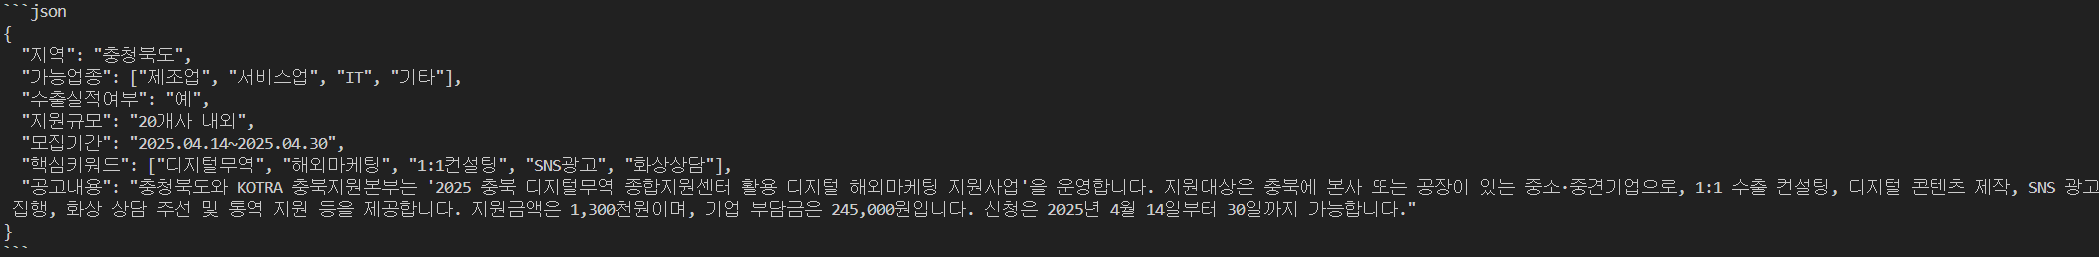 ```json
{
  "지역": "충청북도",
  "가능업종": ["제조업", "서비스업", "IT", "기타"],
  "수출실적여부": "예",
  "지원규모": "20개사 내외",
  "모집기간": "2025.04.14~2025.04.30",
  "핵심키워드": ["디지털무역", "해외마케팅", "1:1컨설팅", "SNS광고", "화상상담"],
  "공고내용": "충청북도와 KOTRA 충북지원본부는 '2025 충북 디지털무역 종합지원센터 활용 디지털 해외마케팅 지원사업'을 운영합니다. 지원대상은 충북에 본사 또는 공장이 있는 중소·중견기업으로, 1:1 수출 컨설팅, 디지털 콘텐츠 제작, SNS 광고
집행, 화상 상담 주선 및 통역 지원 등을 제공합니다. 지원금액은 1,300천원이며, 기업 부담금은 245,000원입니다. 신청은 2025년 4월 14일부터 30일까지 가능합니다."
}
```